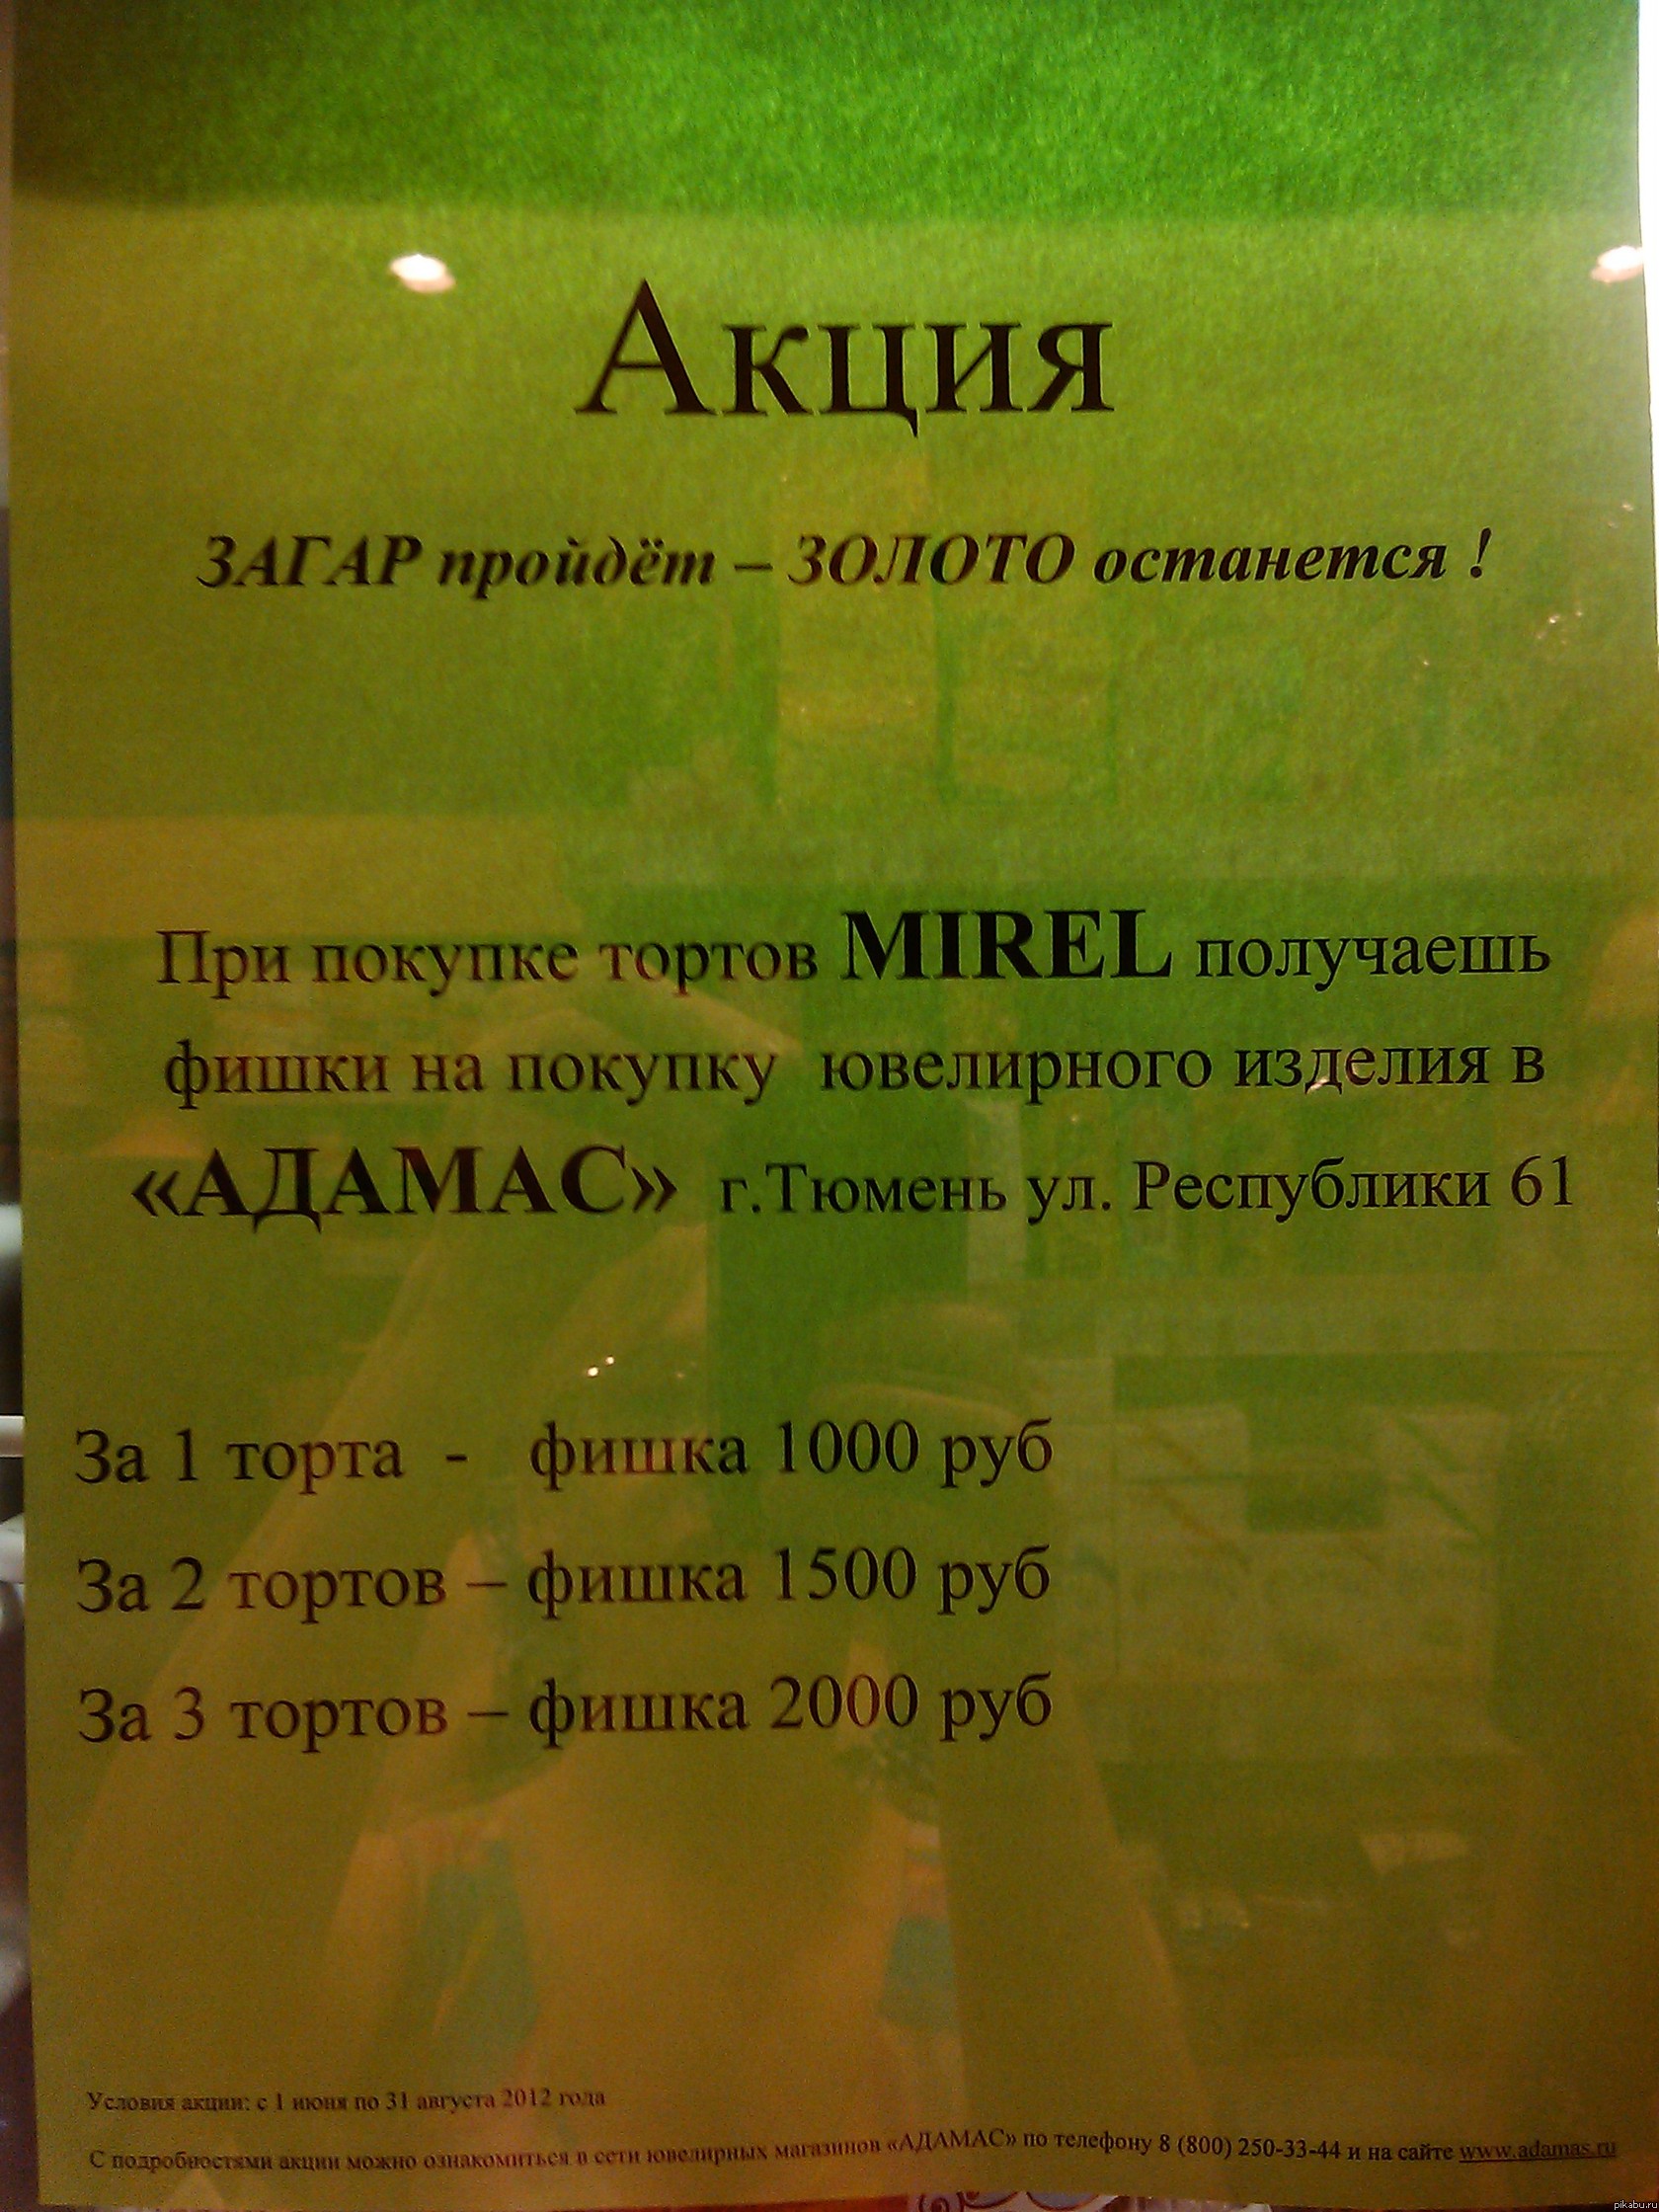 Акция
ЗАГАР пройдёт – ЗОЛОТО останется !
При покупке тортов MIREL получаешь
фишки на покупку ювелирного изделия в
«АДАМАС» г.Тюмень ул. Республики 61
За 1 торта - фишка 1000 руб
За 2 тортов – фишка 1500 руб
За 3 тортов – фишка 2000 руб
Условия акции: с 1 июня по 31 августа 2012 года
С подробностями акции можно ознакомиться в сети ювелирных магазинов «АДАМАС» по телефону 8 (800) 250-33-44 и на сайте www.adamas.ru
pikabu.ru